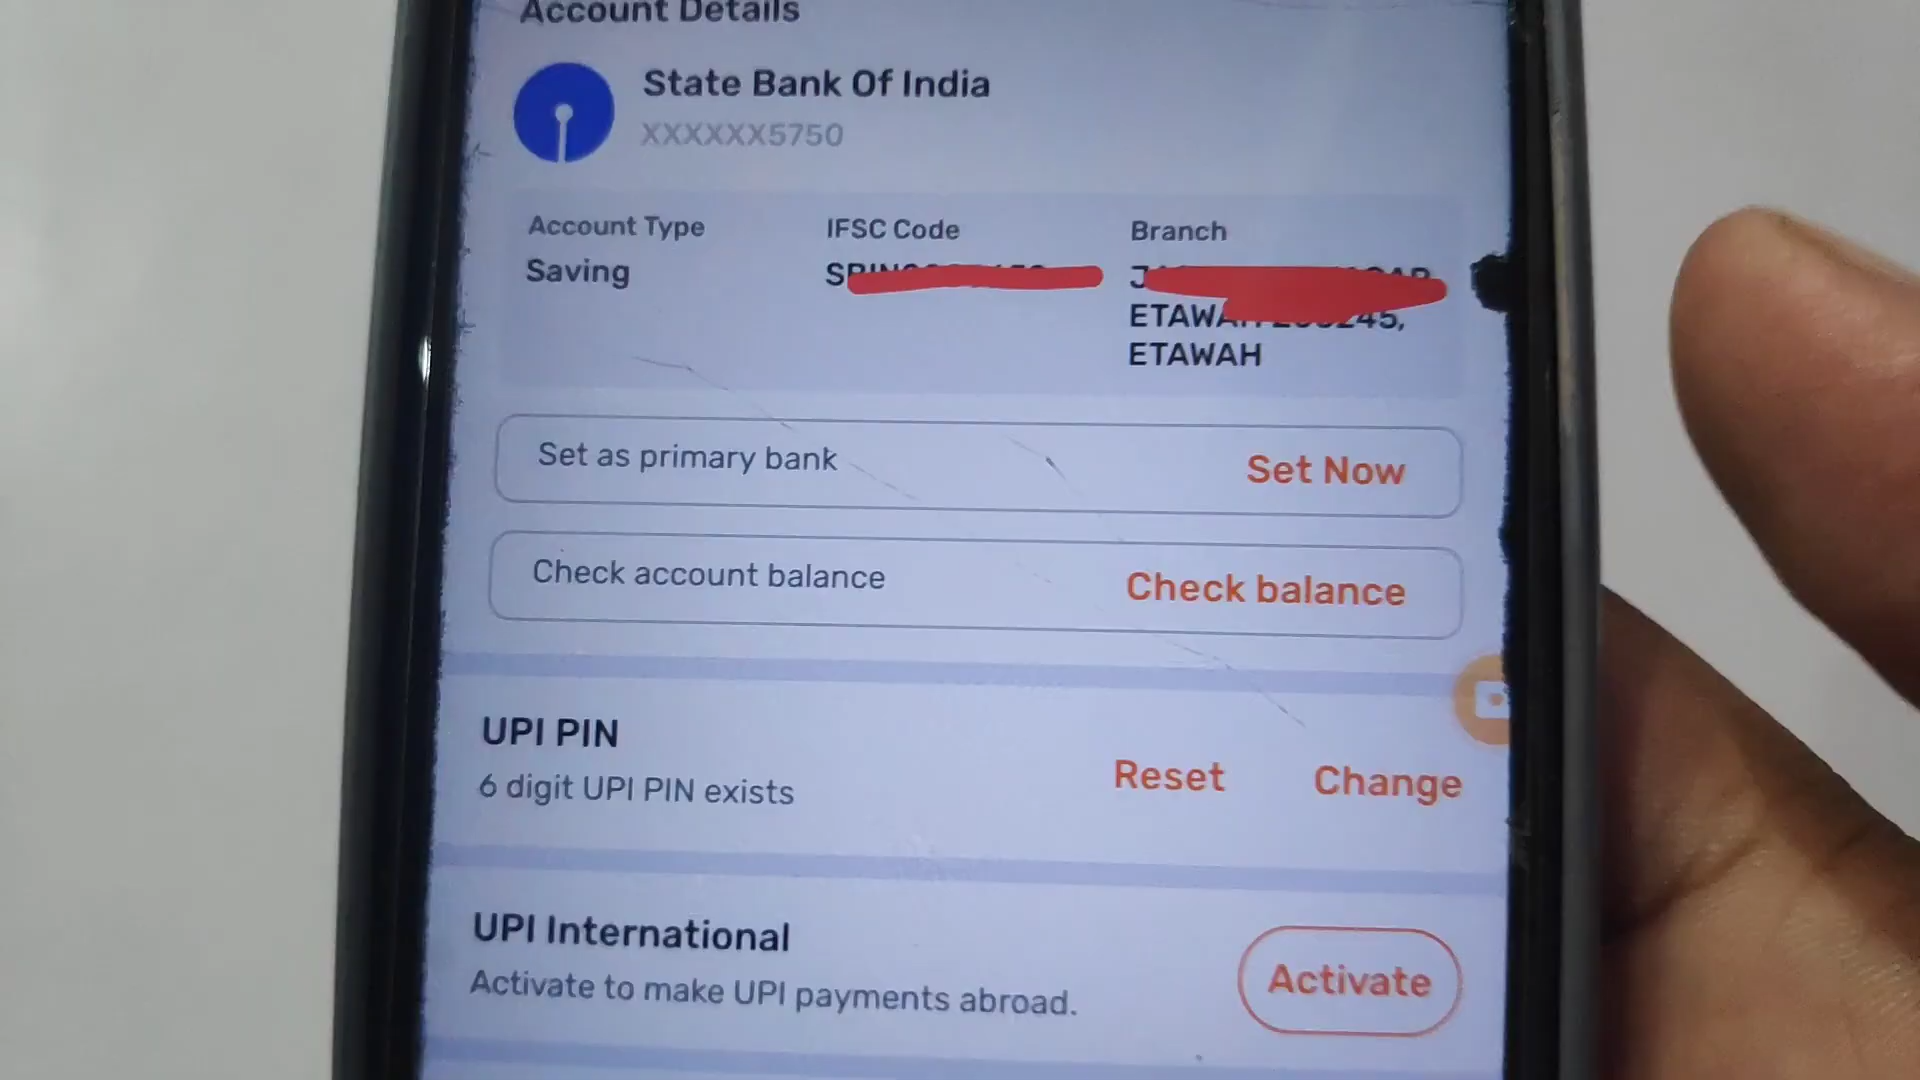 Account Details
State Bank Of India
XXXXXX5750
Account Type
IFSC Code
Branch
Saving
ETAWAH
Set as primary bank
Set Now
Check account balance
Check balance
UPI PIN
6 digit UPI PIN exists
Reset
Change
UPI International
Activate to make UPI payments abroad.
Activate